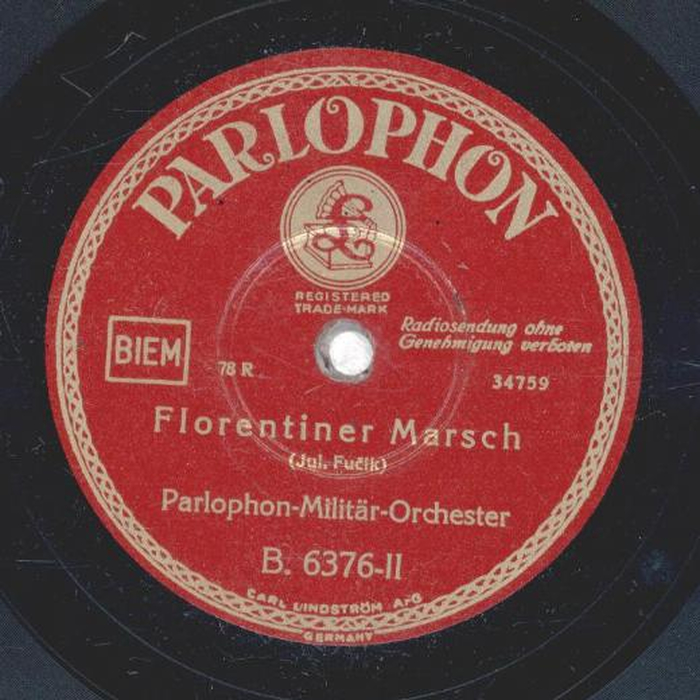 PARLOPHON
£
REGISTERED
TRADE-MARK
Radiosendung ohne
Genehmigung verboten
BIEM
78 R
34759
Florentiner Marsch
(Jul. Fučik)
Parlophon-Militär-Orchester
B. 6376-II
CARL LINDSTRÖM A.-G.
GERMANY